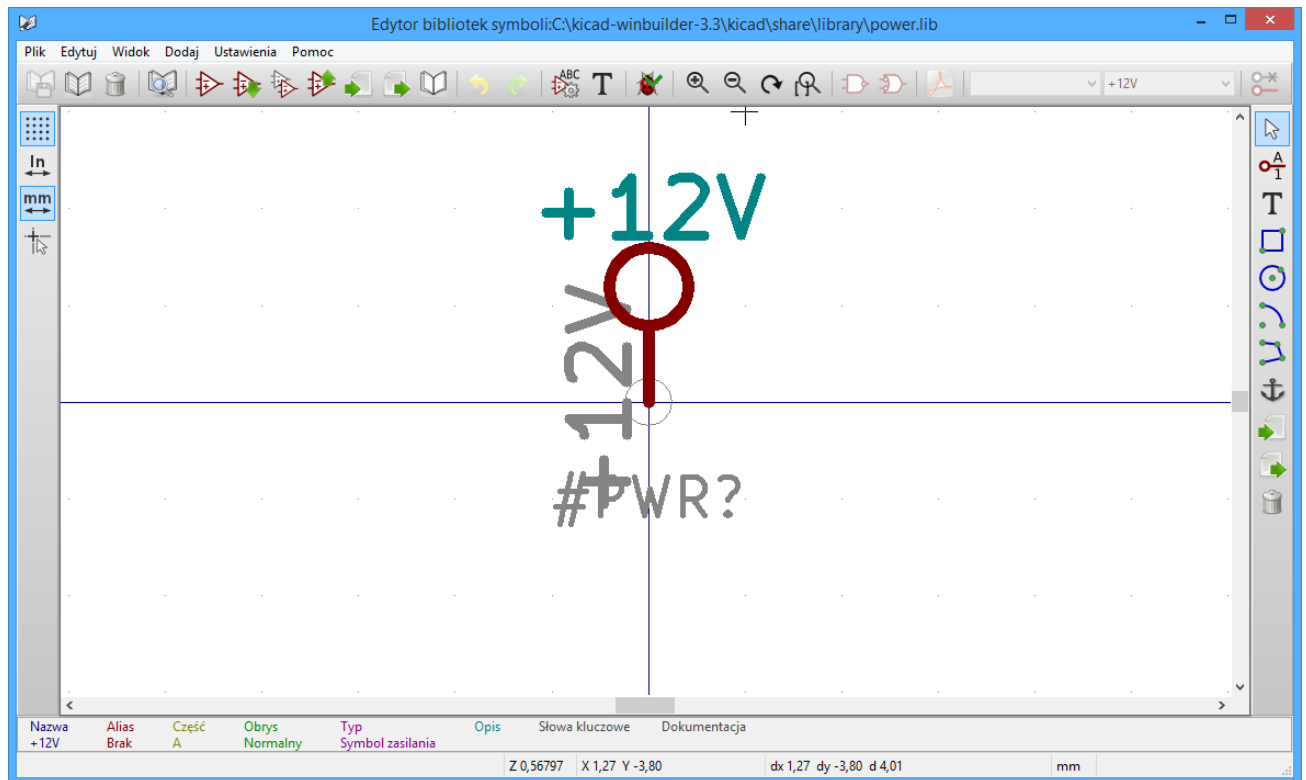 Edytor bibliotek symboli:C:\kicad-winbuilder-3.3\kicad\share\library\power.lib
Plik Edytuj Widok Dodaj Ustawienia Pomoc
ABC T +12V
In
mm
A
1
T
+12V
+12V
#PWR?
Nazwa Alias Część Obrys Typ Opis Słowa kluczowe Dokumentacja
+12V Brak A Normalny Symbol zasilania
Z 0,56797 X 1,27 Y -3,80 dx 1,27 dy -3,80 d 4,01 mm